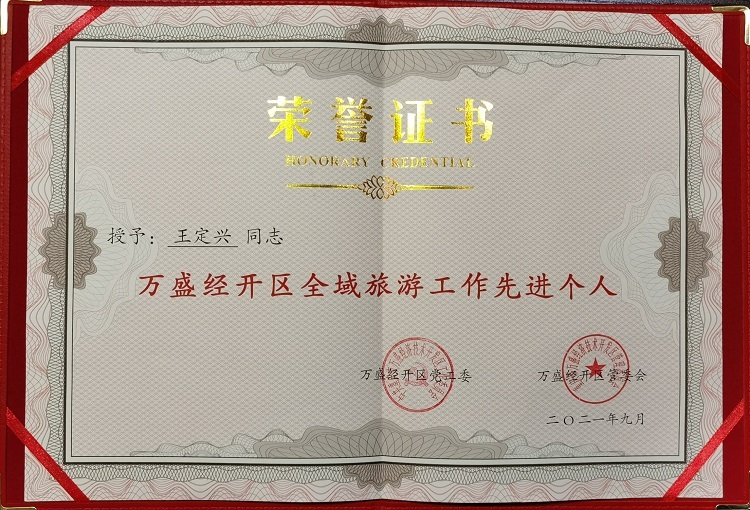 荣誉证书
HONORARY CREDENTIAL
授予：王定兴 同志
万盛经开区全域旅游工作先进个人
万盛经开区党工委 万盛经开区管委会
二〇二一年九月